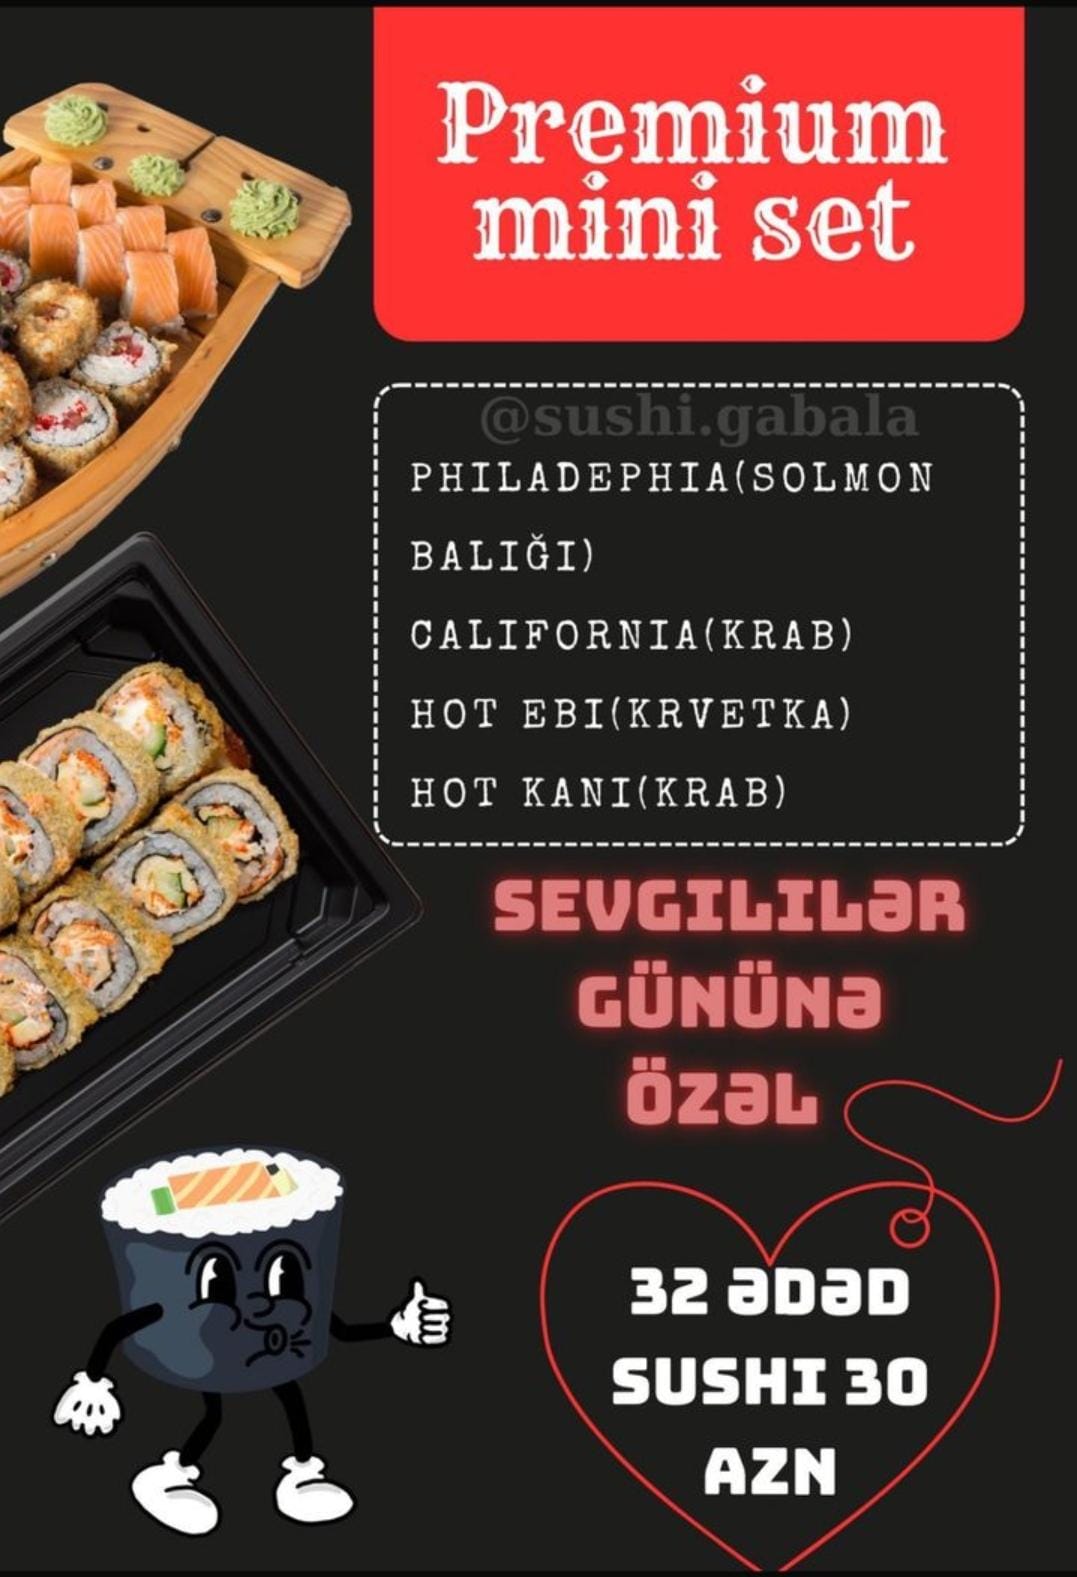 Premium
mini set
@sushi.gabala
PHILADEPHIA(SOLMON
BALIĞI)
CALIFORNIA(KRAB)
HOT EBI(KRVETKA)
HOT KANI(KRAB)
SEVGILILƏR
GÜNÜNƏ
ÖZƏL
32 ƏDƏD
SUSHI 30
AZN